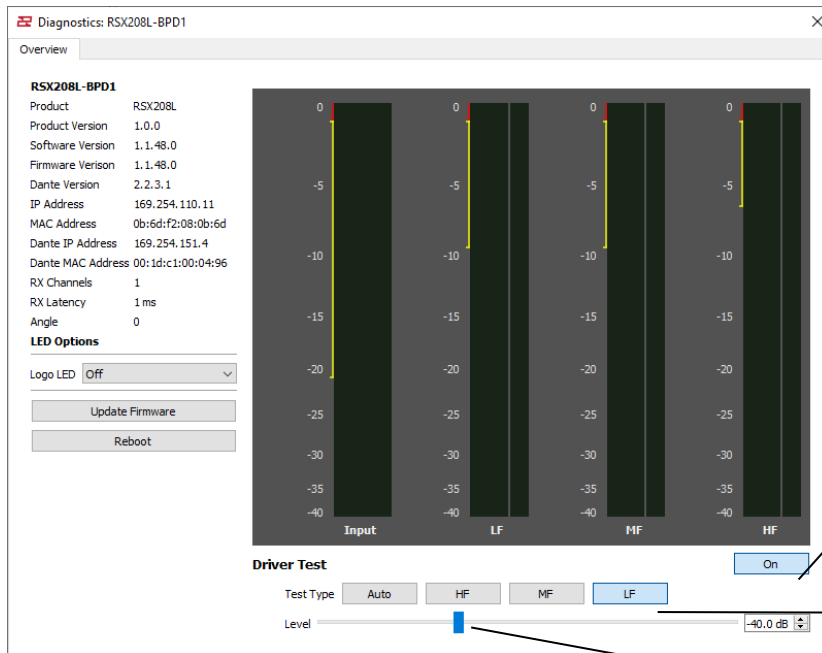 Diagnostics: RSX208L-BPD1
Overview
RSX208L-BPD1
Product RSX208L
Product Version 1.0.0
Software Version 1.1.48.0
Firmware Verison 1.1.48.0
Dante Version 2.2.3.1
IP Address 169.254.110.11
MAC Address 0b:6d:f2:08:0b:6d
Dante IP Address 169.254.151.4
Dante MAC Address 00:1d:c1:00:04:96
RX Channels 1
RX Latency 1 ms
Angle 0
LED Options
Logo LED Off
Update Firmware
Reboot
0 0 0 0
-5 -5 -5 -5
-10 -10 -10 -10
-15 -15 -15 -15
-20 -20 -20 -20
-25 -25 -25 -25
-30 -30 -30 -30
-35 -35 -35 -35
-40 -40 -40 -40
Input LF MF HF
Driver Test On
Test Type Auto HF MF LF
Level -40.0 dB